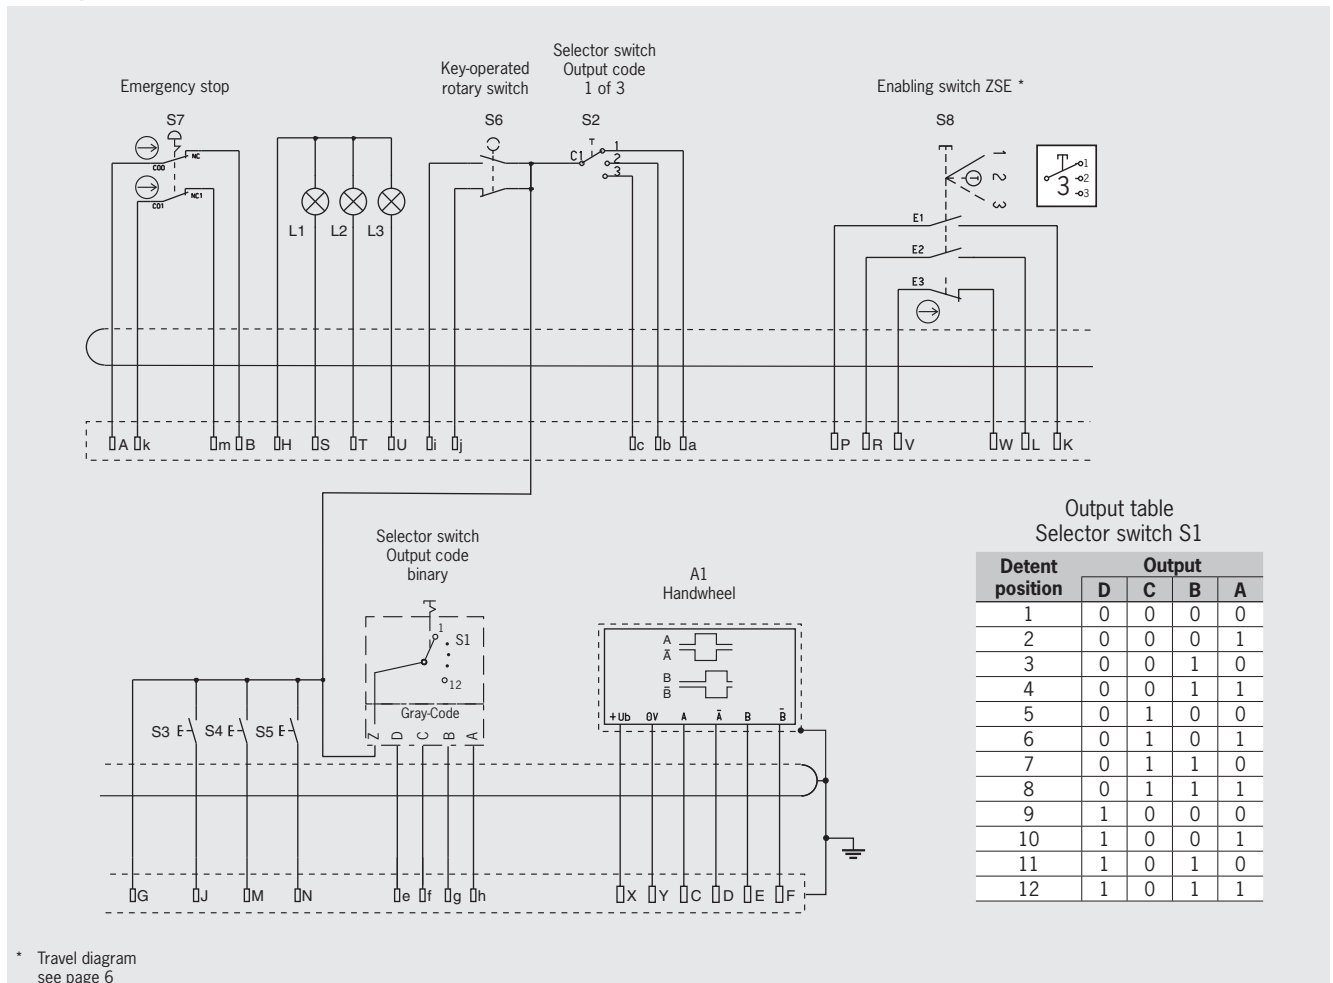 Emergency stop
S7
C00
NC
C01
NC1
L1
L2
L3
Key-operated
rotary switch
S6
Selector switch
Output code
1 of 3
S2
C1
1
2
3
Enabling switch ZSE *
S8
1
2
3
E1
E2
E3
3
1
2
3
A k m B H S T U i j c b a P R V W L K
Selector switch
Output code
binary
1
S1
12
Gray-Code
Z D C B A
S3
S4
S5
A1
Handwheel
A
A̅
B
B̅
+Ub 0V A A̅ B B̅
G J M N e f g h X Y C D E F
Output table
Selector switch S1
Detent position Output
D C B A
1 0 0 0 0
2 0 0 0 1
3 0 0 1 0
4 0 0 1 1
5 0 1 0 0
6 0 1 0 1
7 0 1 1 0
8 0 1 1 1
9 1 0 0 0
10 1 0 0 1
11 1 0 1 0
12 1 0 1 1
* Travel diagram
see page 6